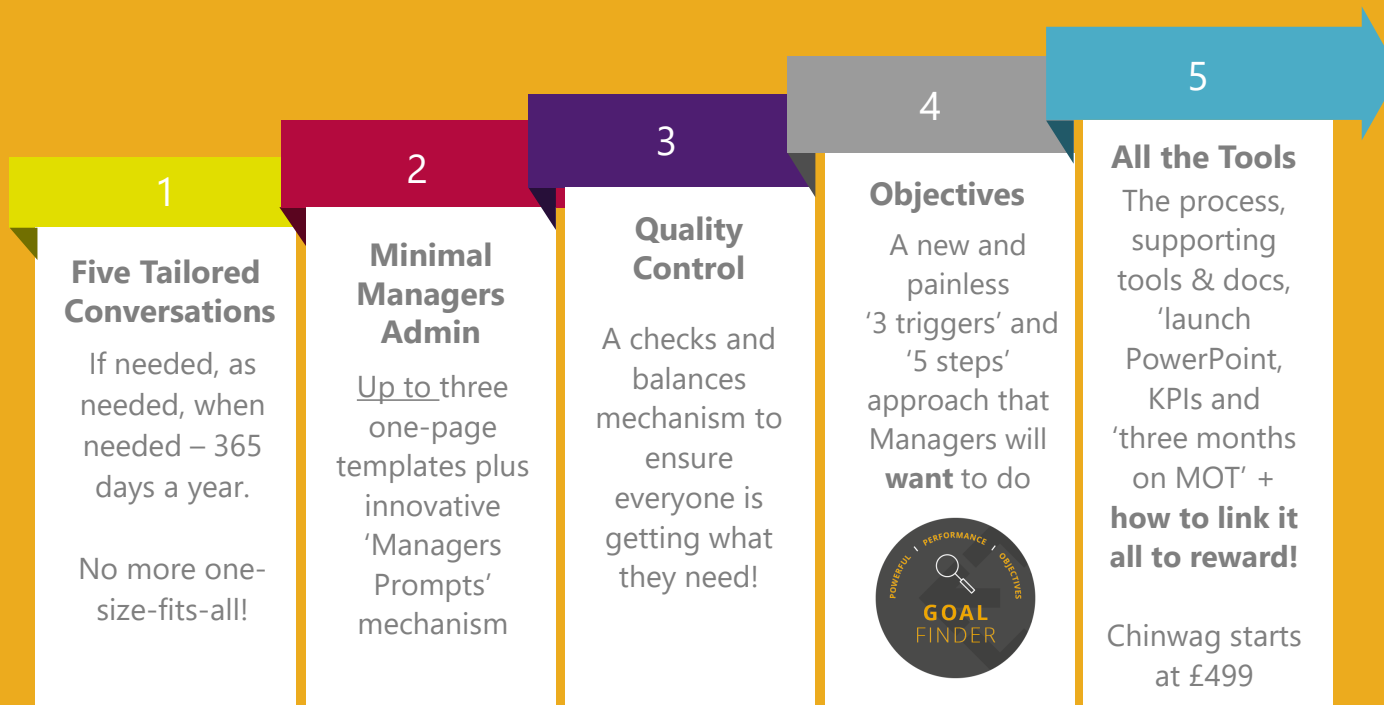 1
Five Tailored
Conversations
If needed, as
needed, when
needed – 365
days a year.
No more one-
size-fits-all!
2
Minimal
Managers
Admin
Up to three
one-page
templates plus
innovative
‘Managers
Prompts’
mechanism
3
Quality
Control
A checks and
balances
mechanism to
ensure
everyone is
getting what
they need!
4
Objectives
A new and
painless
‘3 triggers’ and
‘5 steps’
approach that
Managers will
want to do
POWERFUL | PERFORMANCE | OBJECTIVES
GOAL
FINDER
5
All the Tools
The process,
supporting
tools & docs,
‘launch
PowerPoint,
KPIs and
‘three months
on MOT’ +
how to link it
all to reward!
Chinwag starts
at £499